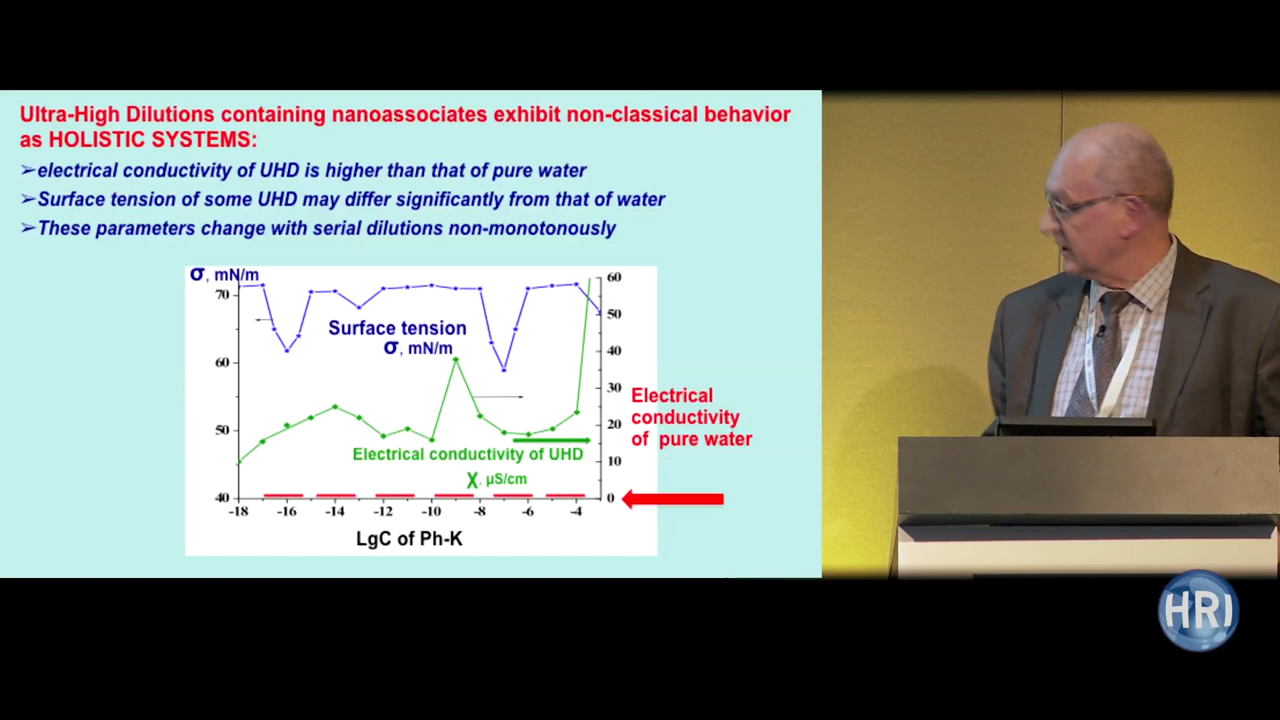 Ultra-High Dilutions containing nanoassociates exhibit non-classical behavior
as HOLISTIC SYSTEMS:
➢electrical conductivity of UHD is higher than that of pure water
➢Surface tension of some UHD may differ significantly from that of water
➢These parameters change with serial dilutions non-monotonously
σ, mN/m
70
60
50
40
Surface tension
σ, mN/m
60
50
40
30
20
10
0
Electrical
conductivity
of pure water
Electrical conductivity of UHD
χ, µS/cm
-18 -16 -14 -12 -10 -8 -6 -4
LgC of Ph-K
HRI